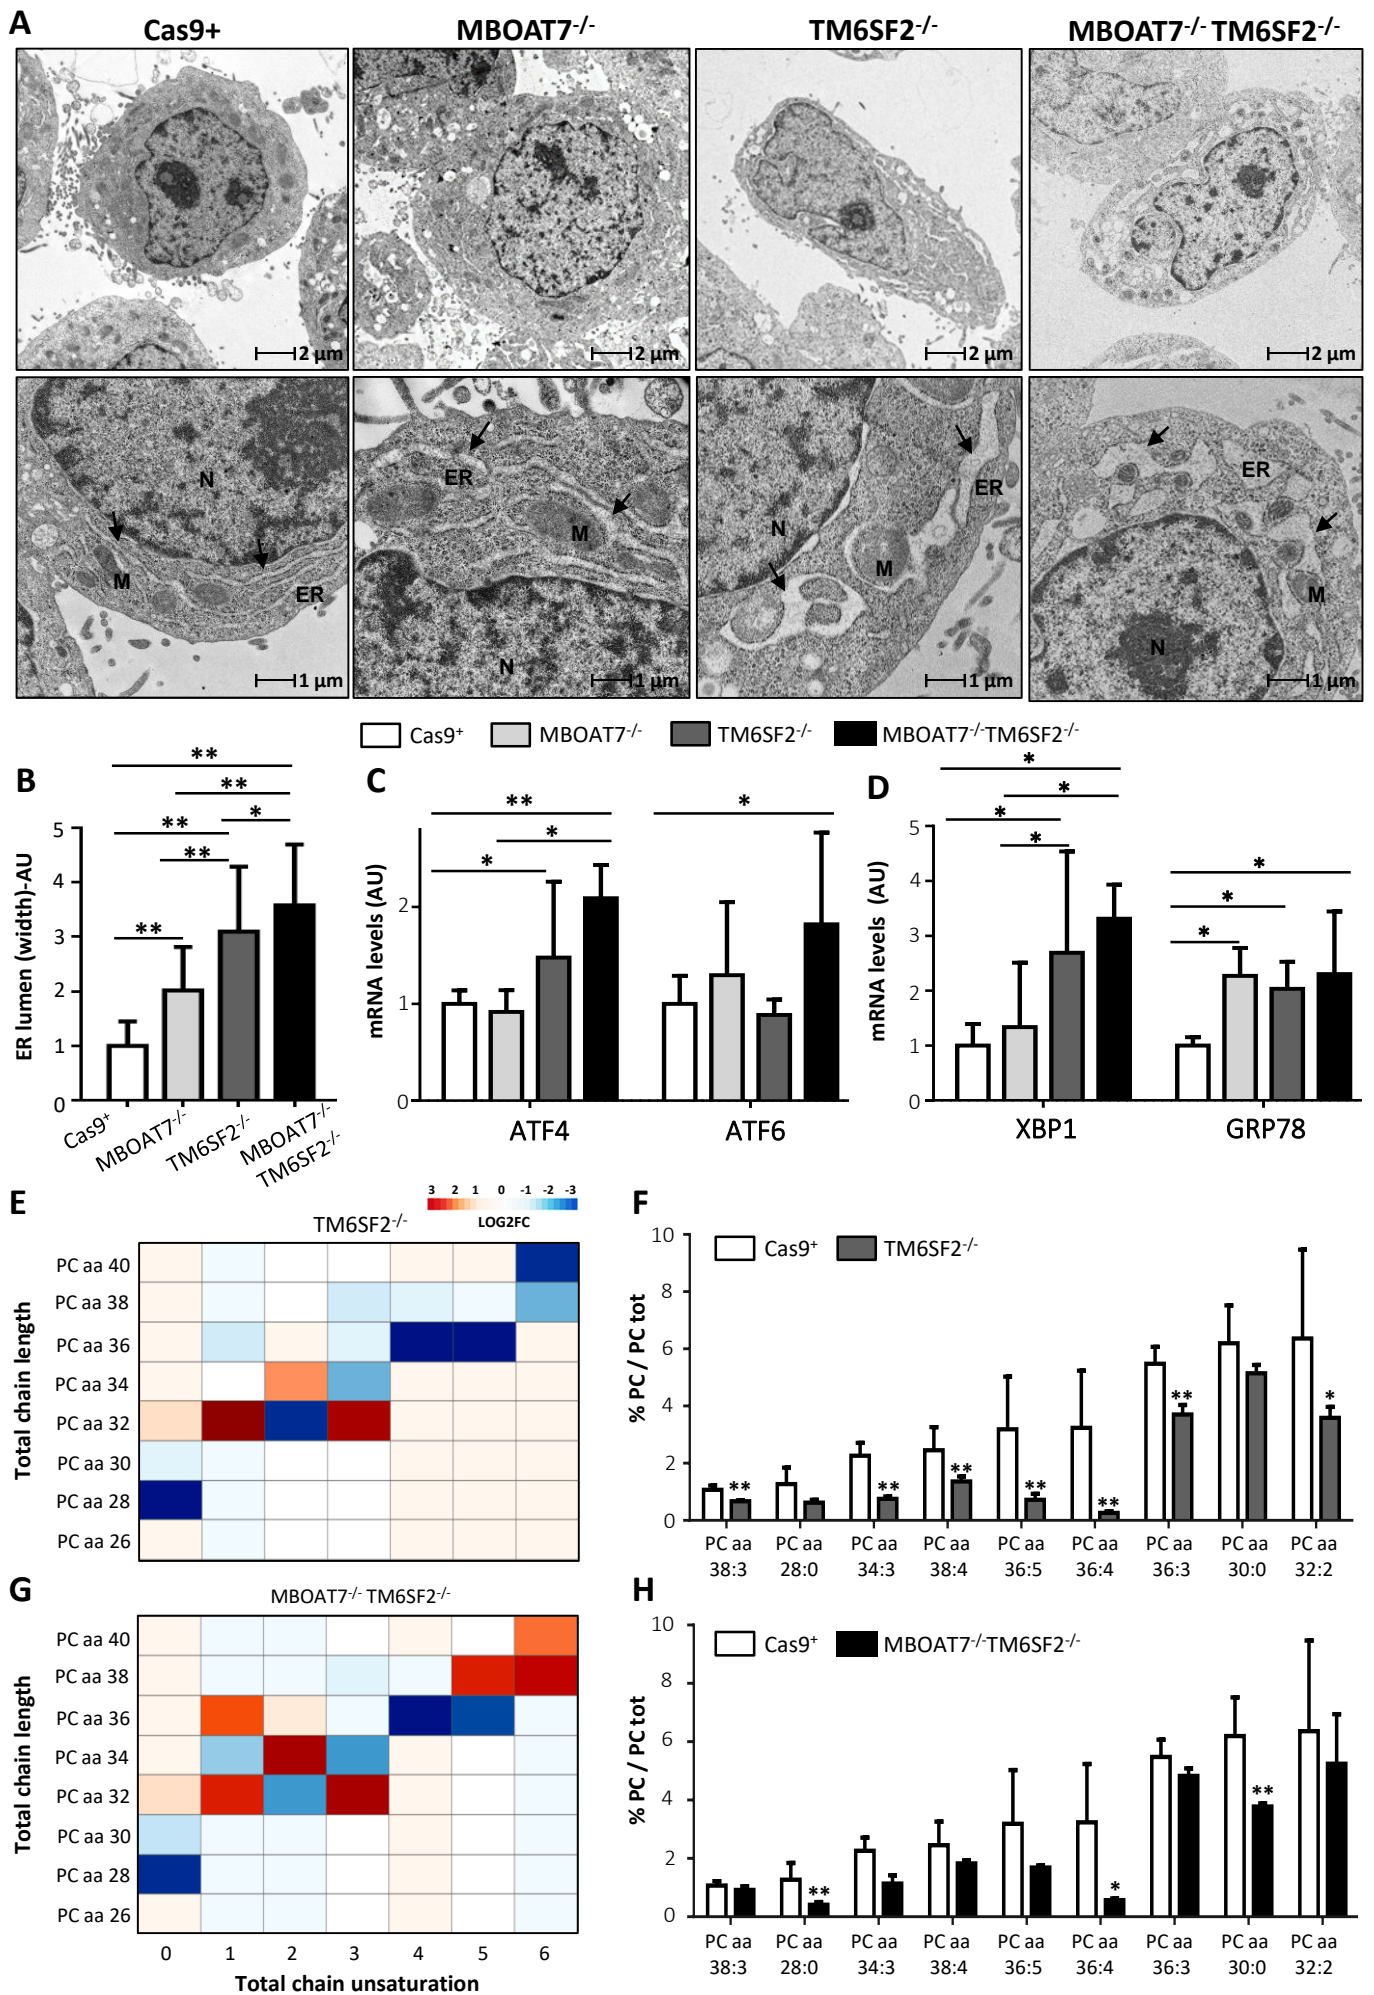 A
Cas9+
MBOAT7-/-
TM6SF2-/-
MBOAT7-/- TM6SF2-/-
2 µm
2 µm
2 µm
2 µm
N
M
ER
1 µm
ER
M
N
1 µm
N
M
ER
1 µm
ER
M
N
1 µm
Cas9+
MBOAT7-/-
TM6SF2-/-
MBOAT7-/-TM6SF2-/-
B
ER lumen (width)-AU
5
4
3
2
1
0
**
**
**
*
**
**
Cas9+
MBOAT7-/-
TM6SF2-/-
MBOAT7-/-
TM6SF2-/-
C
mRNA levels (AU)
2
1
0
**
*
*
*
ATF4
ATF6
D
mRNA levels (AU)
5
4
3
2
1
0
*
*
*
*
*
*
*
XBP1
GRP78
E
3 2 1 0 -1 -2 -3
LOG2FC
TM6SF2-/-
Total chain length
PC aa 40
PC aa 38
PC aa 36
PC aa 34
PC aa 32
PC aa 30
PC aa 28
PC aa 26
F
Cas9+
TM6SF2-/-
% PC / PC tot
10
8
6
4
2
0
**
**
**
**
**
**
*
PC aa 38:3
PC aa 28:0
PC aa 34:3
PC aa 38:4
PC aa 36:5
PC aa 36:4
PC aa 36:3
PC aa 30:0
PC aa 32:2
G
MBOAT7-/- TM6SF2-/-
Total chain length
PC aa 40
PC aa 38
PC aa 36
PC aa 34
PC aa 32
PC aa 30
PC aa 28
PC aa 26
0 1 2 3 4 5 6
Total chain unsaturation
H
Cas9+
MBOAT7-/-TM6SF2-/-
% PC / PC tot
10
8
6
4
2
0
**
*
**
PC aa 38:3
PC aa 28:0
PC aa 34:3
PC aa 38:4
PC aa 36:5
PC aa 36:4
PC aa 36:3
PC aa 30:0
PC aa 32:2